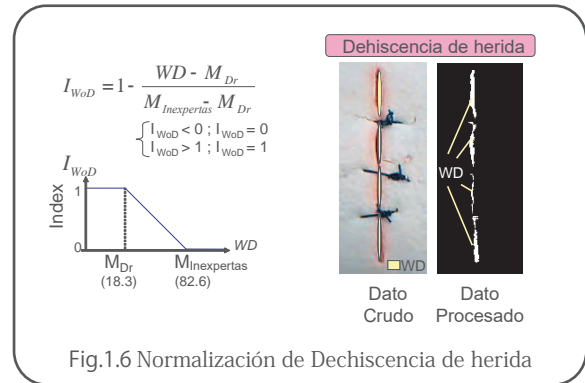 Dehiscencia de herida
I_WoD = 1 - (WD - M_Dr) / (M_Inexpertas - M_Dr)
I_WoD < 0 ; I_WoD = 0
I_WoD > 1 ; I_WoD = 1
I_WoD
Index
1
0
WD
M_Dr
(18.3)
M_Inexpertas
(82.6)
WD
WD
Dato
Crudo
Dato
Procesado
Fig.1.6 Normalización de Dechiscencia de herida